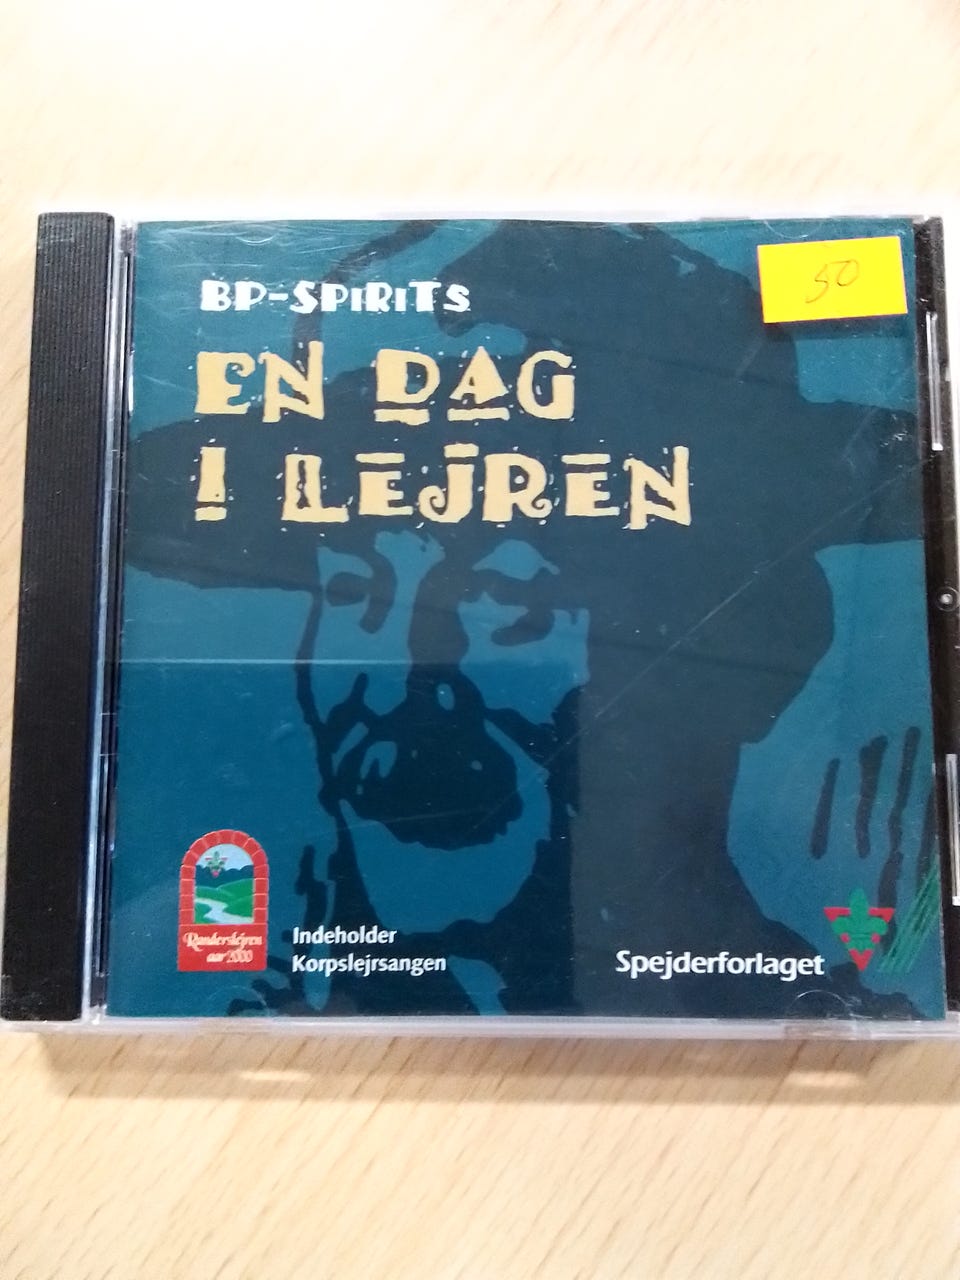 BP-SPIRITS
50
EN DAG
I LEJREN
Randerslejren
aar 2000
Indeholder
Korpslejrsangen
Spejderforlaget